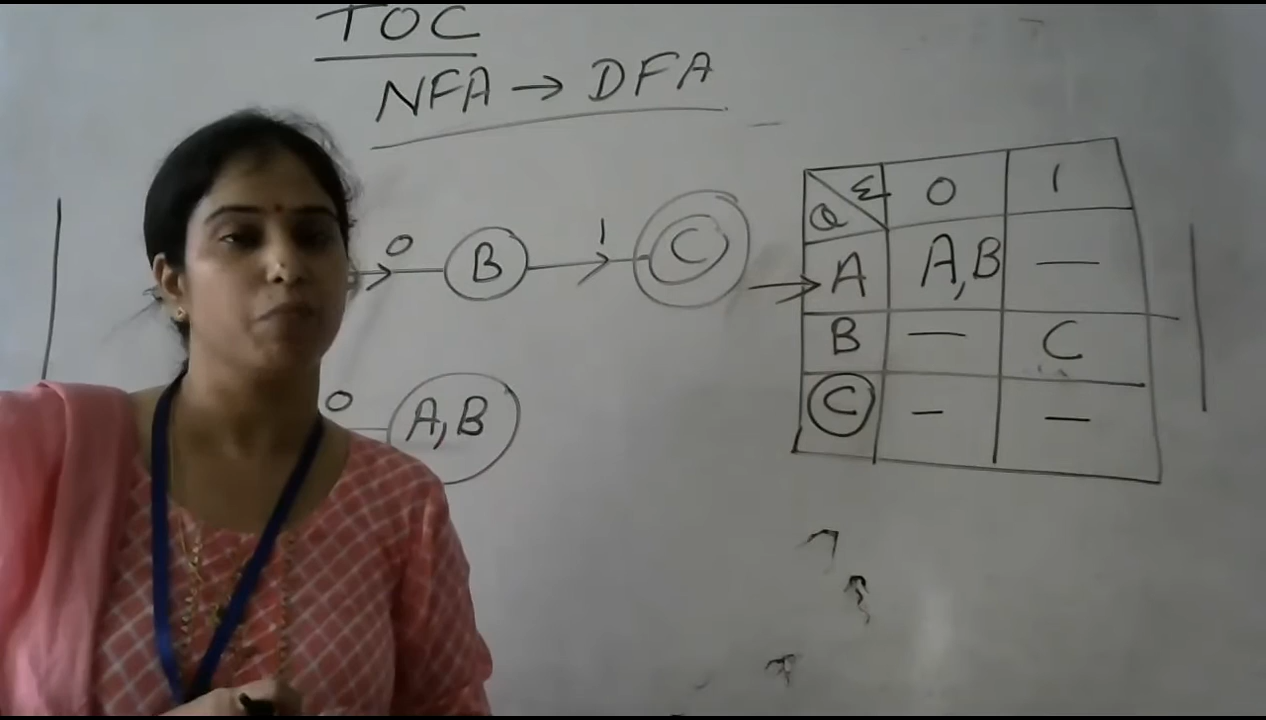 TOC
NFA → DFA
0 B 1 C
0 A,B
Q Σ 0 1
→ A A,B —
B — C
C — —